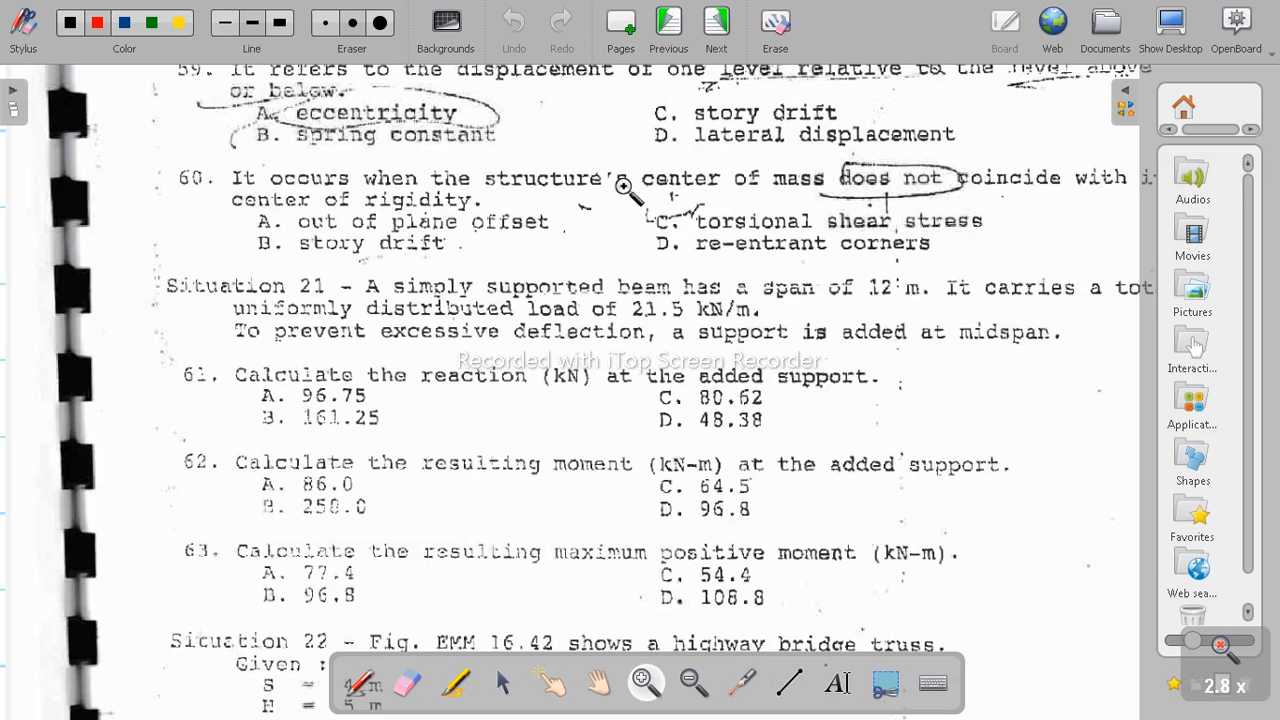 Stylus
Color
Line
Eraser
Backgrounds
Undo
Redo
Pages
Previous
Next
Erase
Board
Web
Documents
Show Desktop
OpenBoard
59. It refers to the displacement of one level relative to the level above
or below.
A. eccentricity
C. story drift
B. spring constant
D. lateral displacement
60. It occurs when the structure's center of mass does not coincide with
center of rigidity.
A. out of plane offset
C. torsional shear stress
B. story drift
D. re-entrant corners
Situation 21 - A simply supported beam has a span of 12 m. It carries a
uniformly distributed load of 21.5 kN/m.
To prevent excessive deflection, a support is added at midspan.
Recorded with iTop Screen Recorder
61. Calculate the reaction (kN) at the added support.
A. 96.75
C. 80.62
B. 161.25
D. 48.38
62. Calculate the resulting moment (kN-m) at the added support.
A. 86.0
C. 64.5
B. 258.0
D. 96.8
63. Calculate the resulting maximum positive moment (kN-m).
A. 77.4
C. 54.4
B. 96.8
D. 108.8
Situation 22 - Fig. EMM 16.42 shows a highway bridge truss.
Given :
S = 4 m
H = 5 m
Audios
Movies
Pictures
Interacti...
Applicat...
Shapes
Favorites
Web sea...
2.8 x